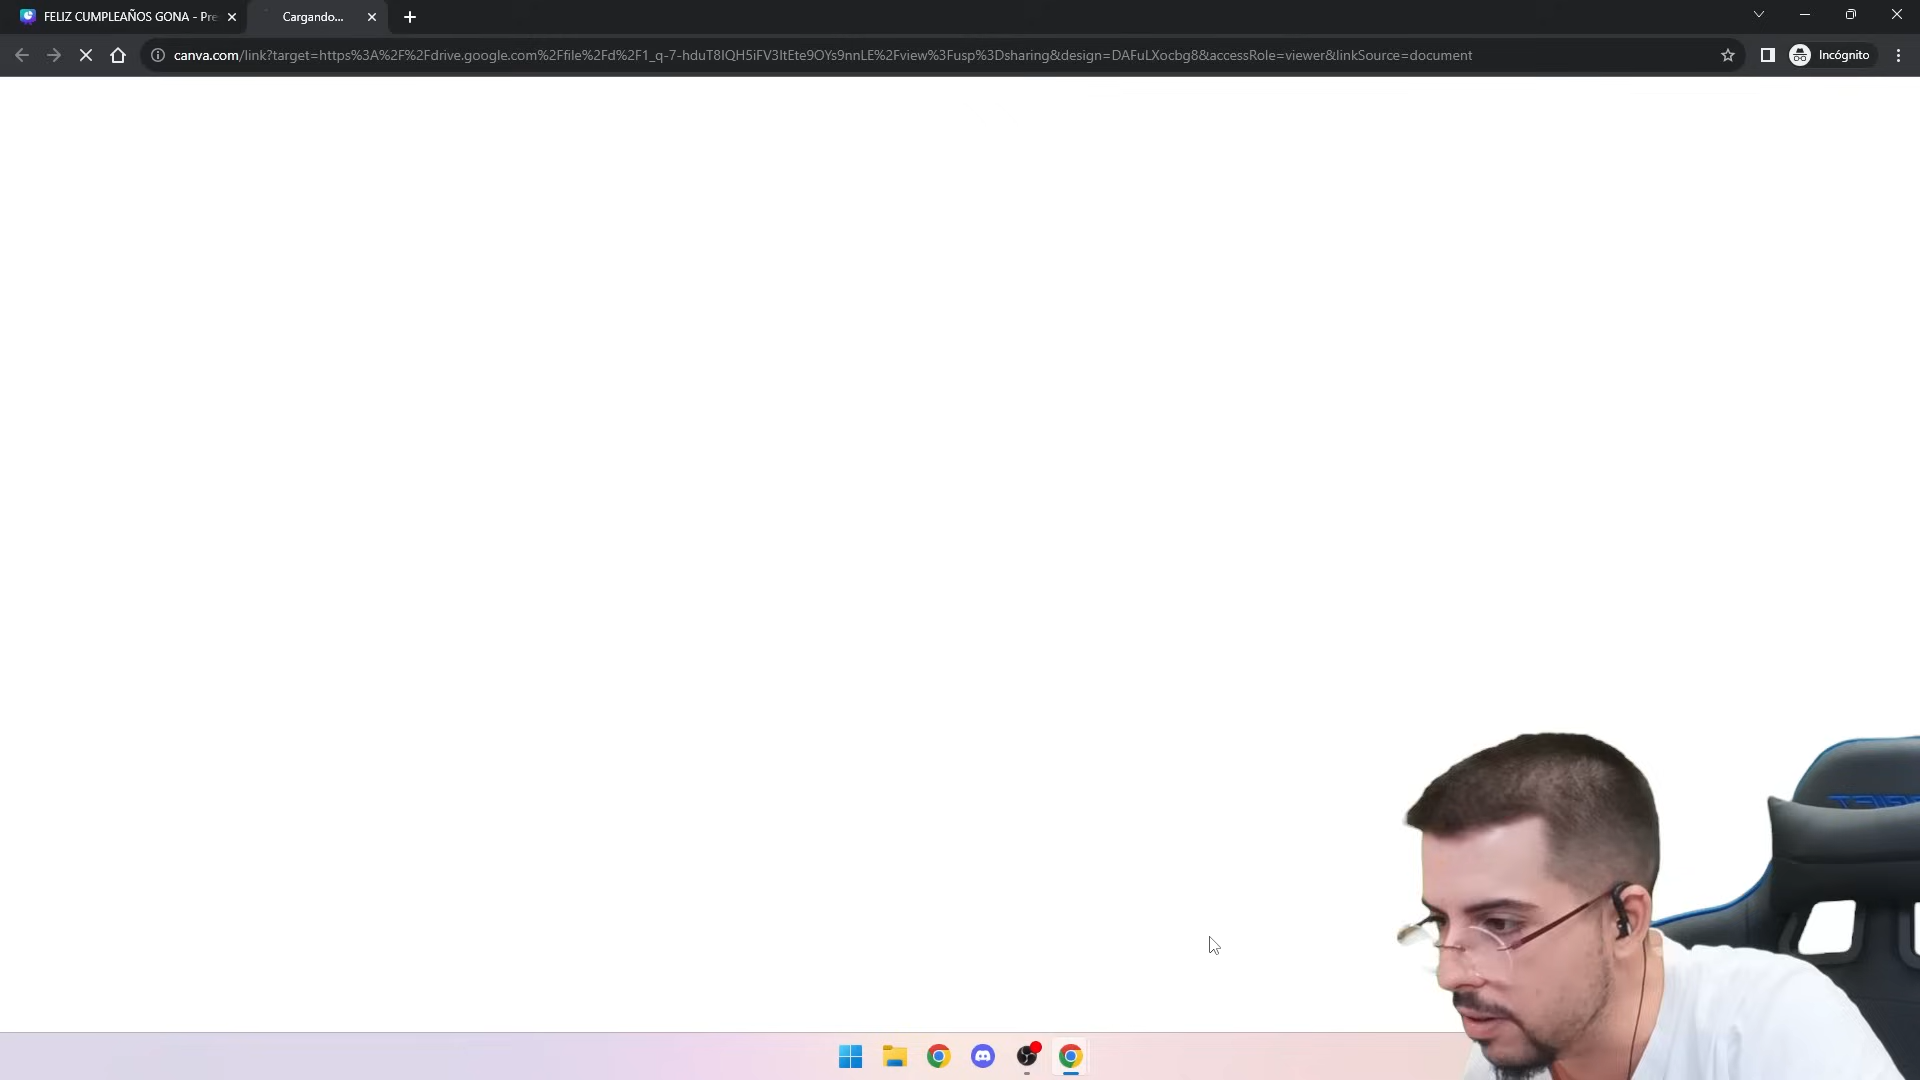 FELIZ CUMPLEAÑOS GONA - Pre
Cargando...
canva.com/link?target=https%3A%2F%2Fdrive.google.com%2Ffile%2Fd%2F1_q-7-hduT8IQH5iFV3ItEte9OYs9nnLE%2Fview%3Fusp%3Dsharing&design=DAFuLXocbg8&accessRole=viewer&linkSource=document
Incógnito